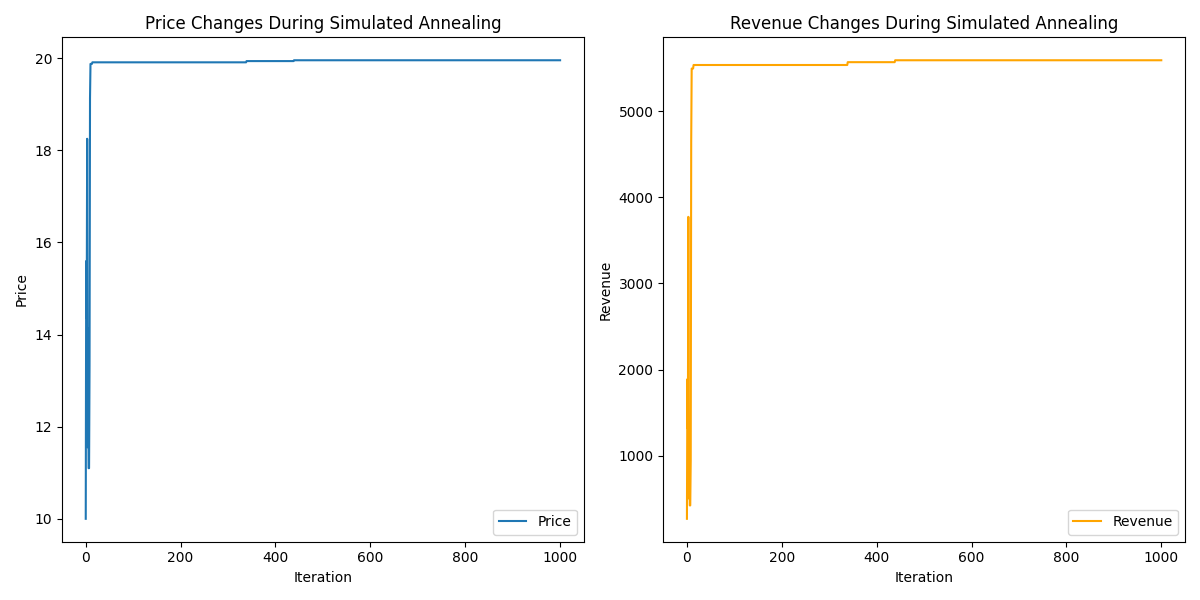 Price Changes During Simulated Annealing
20
18
16
14
12
10
Price
0 200 400 600 800 1000
Iteration
Price
Revenue Changes During Simulated Annealing
5000
4000
3000
2000
1000
Revenue
0 200 400 600 800 1000
Iteration
Revenue